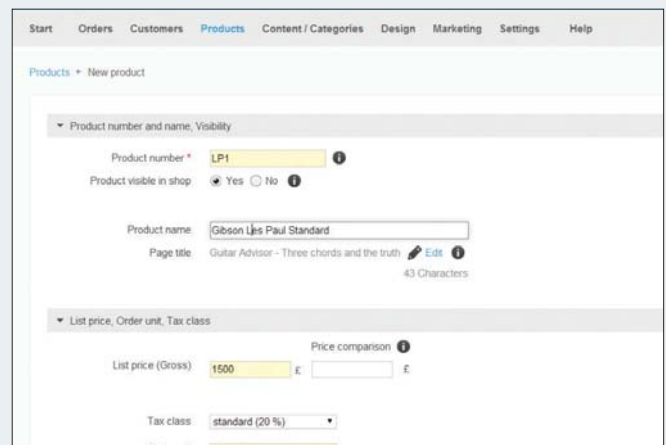 Start Orders Customers Products Content / Categories Design Marketing Settings Help
Products New product
Product number and name, Visibility
Product number * LP1
Product visible in shop Yes No
Product name Gibson Les Paul Standard
Page title Guitar Advisor - Three chords and the truth Edit
43 Characters
List price, Order unit, Tax class
Price comparison
List price (Gross) 1500 £ £
Tax class standard (20 %)